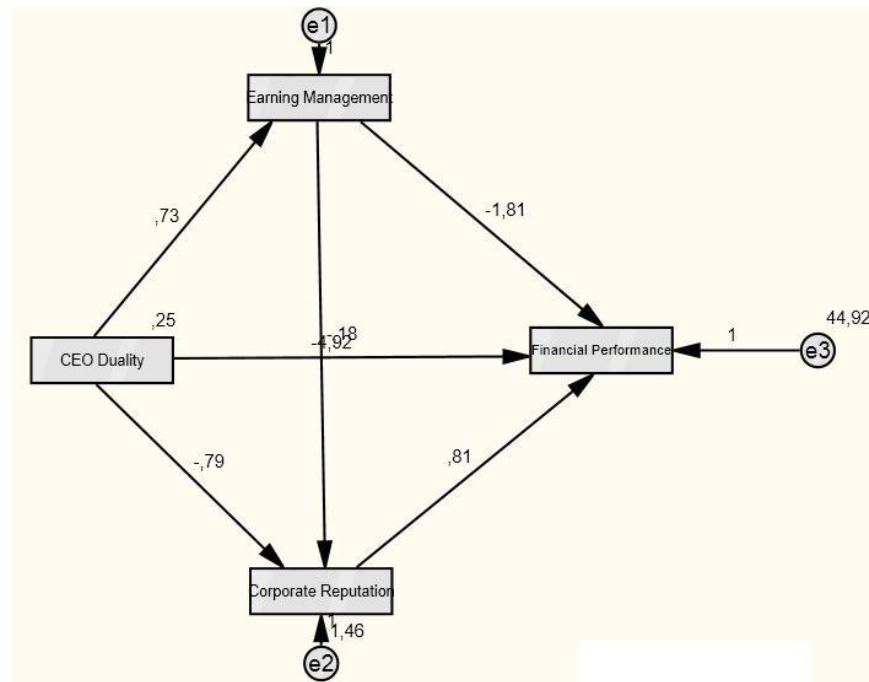 e1
1
Earning Management
,73
-1,81
,25
-,18
-4,92
44,92
CEO Duality
Financial Performance
1
e3
-,79
,81
Corporate Reputation
1
1,46
e2